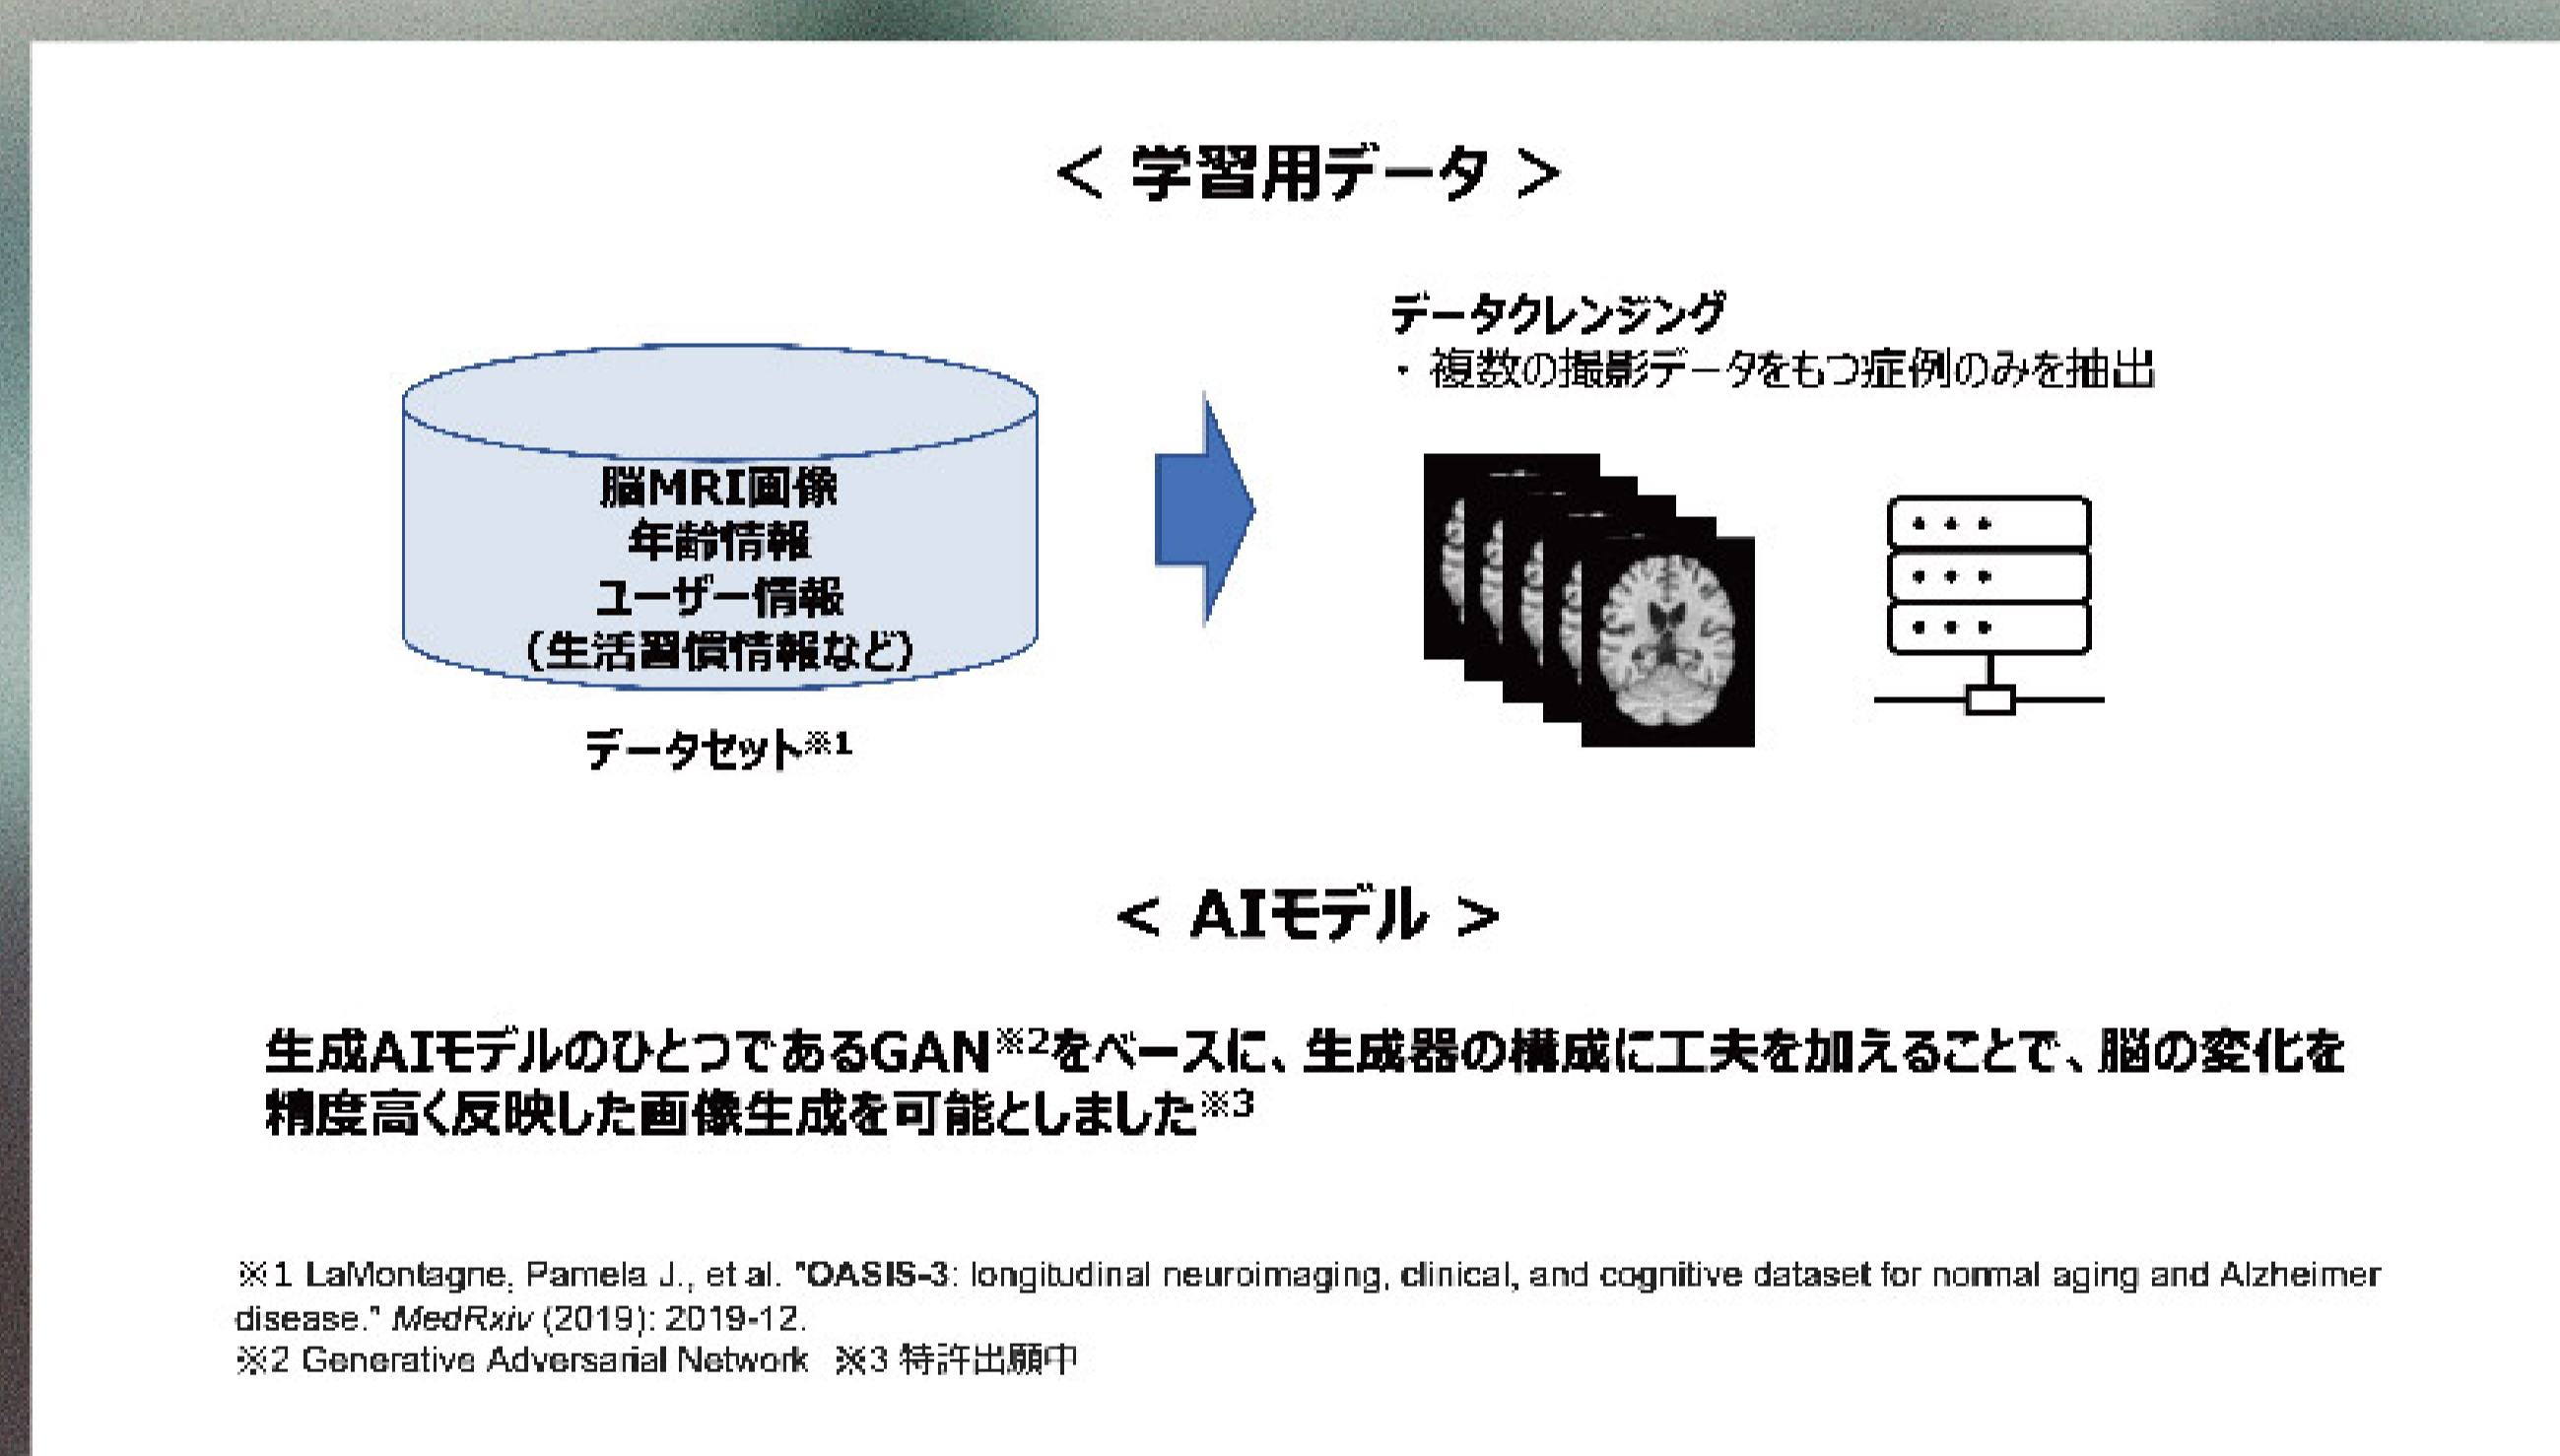 ＜ 学習用データ ＞
データクレンジング
・ 複数の撮影データをもつ症例のみを抽出
脳MRI画像
年齢情報
ユーザー情報
（生活習慣情報など）
データセット※1
＜ AIモデル ＞
生成AIモデルのひとつであるGAN※2をベースに、生成器の構成に工夫を加えることで、脳の変化を
精度高く反映した画像生成を可能としました※3
※1 LaMontagne, Pamela J., et al. "OASIS-3: longitudinal neuroimaging, clinical, and cognitive dataset for normal aging and Alzheimer
disease." MedRxiv (2019): 2019-12.
※2 Generative Adversarial Network ※3 特許出願中